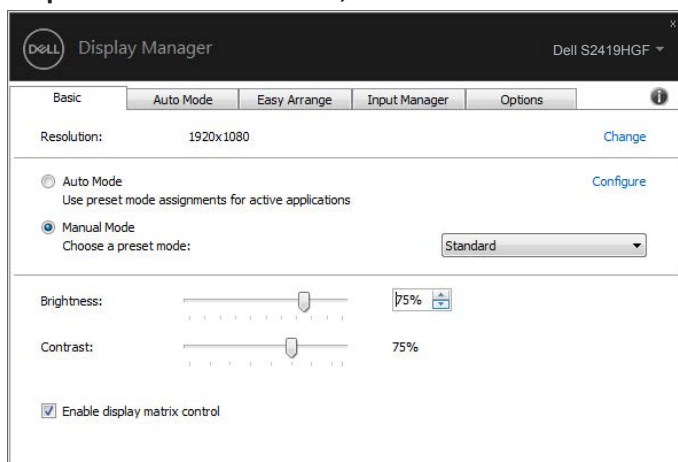 DELL Display Manager Dell S2419HGF
x
Basic Auto Mode Easy Arrange Input Manager Options i
Resolution: 1920x1080 Change
Auto Mode Configure
Use preset mode assignments for active applications
Manual Mode
Choose a preset mode: Standard
Brightness: 75%
Contrast: 75%
Enable display matrix control